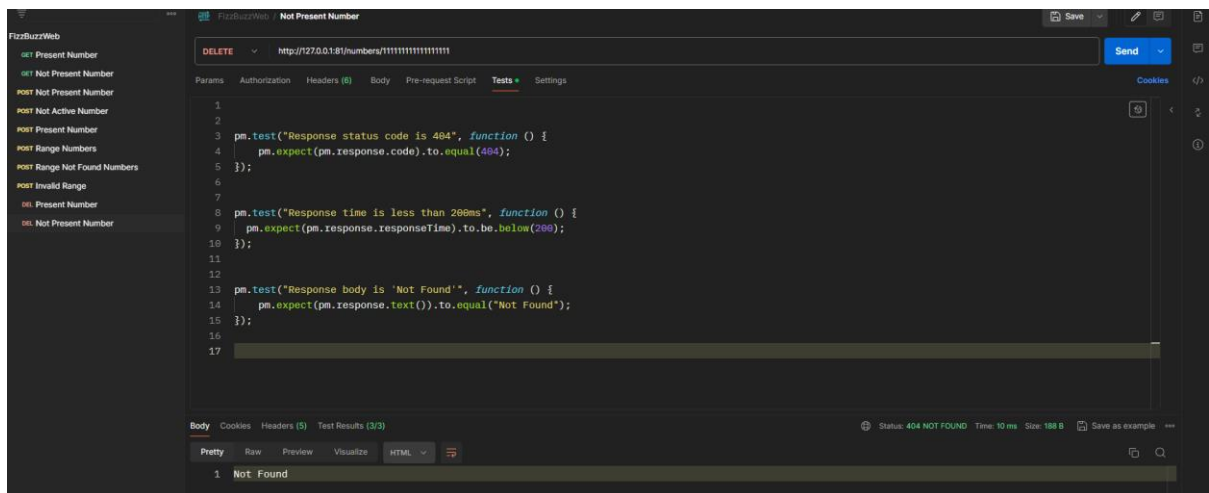 FizzBuzzWeb / Not Present Number
Save
FizzBuzzWeb
GET Present Number
GET Not Present Number
POST Not Present Number
POST Not Active Number
POST Present Number
POST Range Numbers
POST Range Not Found Numbers
POST Invalid Range
DEL Present Number
DEL Not Present Number
DELETE http://127.0.0.1:81/numbers/1111111111111111111
Send
Params Authorization Headers (6) Body Pre-request Script Tests Settings
Cookies
1
2
3 pm.test("Response status code is 404", function () {
4 pm.expect(pm.response.code).to.equal(404);
5 });
6
7
8 pm.test("Response time is less than 200ms", function () {
9 pm.expect(pm.response.responseTime).to.be.below(200);
10 });
11
12
13 pm.test("Response body is 'Not Found'", function () {
14 pm.expect(pm.response.text()).to.equal("Not Found");
15 });
16
17
Body Cookies Headers (5) Test Results (3/3)
Status: 404 NOT FOUND Time: 10 ms Size: 188 B Save as example
Pretty Raw Preview Visualize HTML
1 Not Found